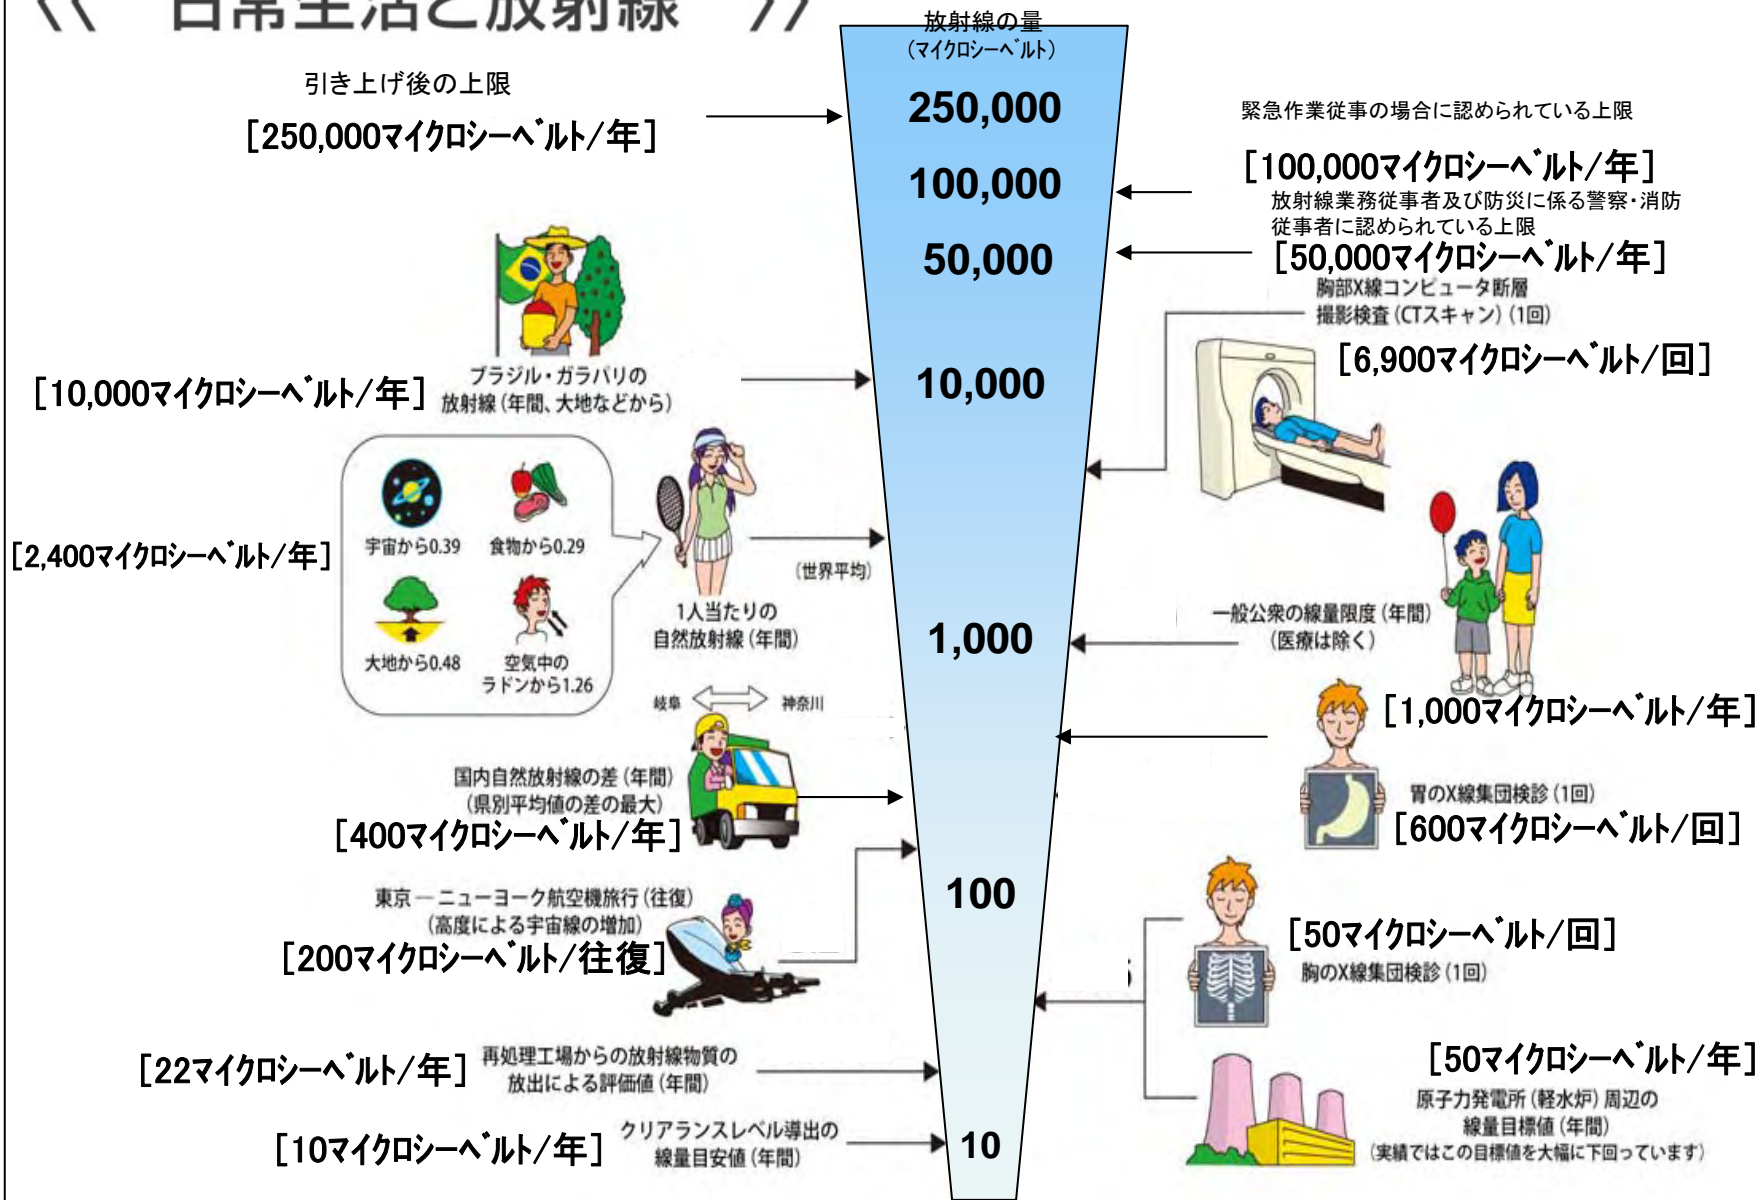 《 日常生活と放射線 》
放射線の量
(マイクロシーベルト)
250,000
100,000
50,000
10,000
1,000
100
10
引き上げ後の上限
[250,000マイクロシーベルト/年]
ブラジル・ガラパリの
放射線(年間、大地などから)
[10,000マイクロシーベルト/年]
宇宙から0.39
食物から0.29
大地から0.48
空気中の
ラドンから1.26
[2,400マイクロシーベルト/年]
(世界平均)
1人当たりの
自然放射線(年間)
岐阜
神奈川
国内自然放射線の差(年間)
(県別平均値の差の最大)
[400マイクロシーベルト/年]
東京―ニューヨーク航空機旅行(往復)
(高度による宇宙線の増加)
[200マイクロシーベルト/往復]
[22マイクロシーベルト/年]
再処理工場からの放射線物質の
放出による評価値(年間)
[10マイクロシーベルト/年]
クリアランスレベル導出の
線量目安値(年間)
緊急作業従事の場合に認められている上限
[100,000マイクロシーベルト/年]
放射線業務従事者及び防災に係る警察・消防
従事者に認められている上限
[50,000マイクロシーベルト/年]
胸部X線コンピュータ断層
撮影検査(CTスキャン)(1回)
[6,900マイクロシーベルト/回]
一般公衆の線量限度(年間)
(医療は除く)
[1,000マイクロシーベルト/年]
胃のX線集団検診(1回)
[600マイクロシーベルト/回]
[50マイクロシーベルト/回]
胸のX線集団検診(1回)
[50マイクロシーベルト/年]
原子力発電所(軽水炉)周辺の
線量目標値(年間)
(実績ではこの目標値を大幅に下回っています)